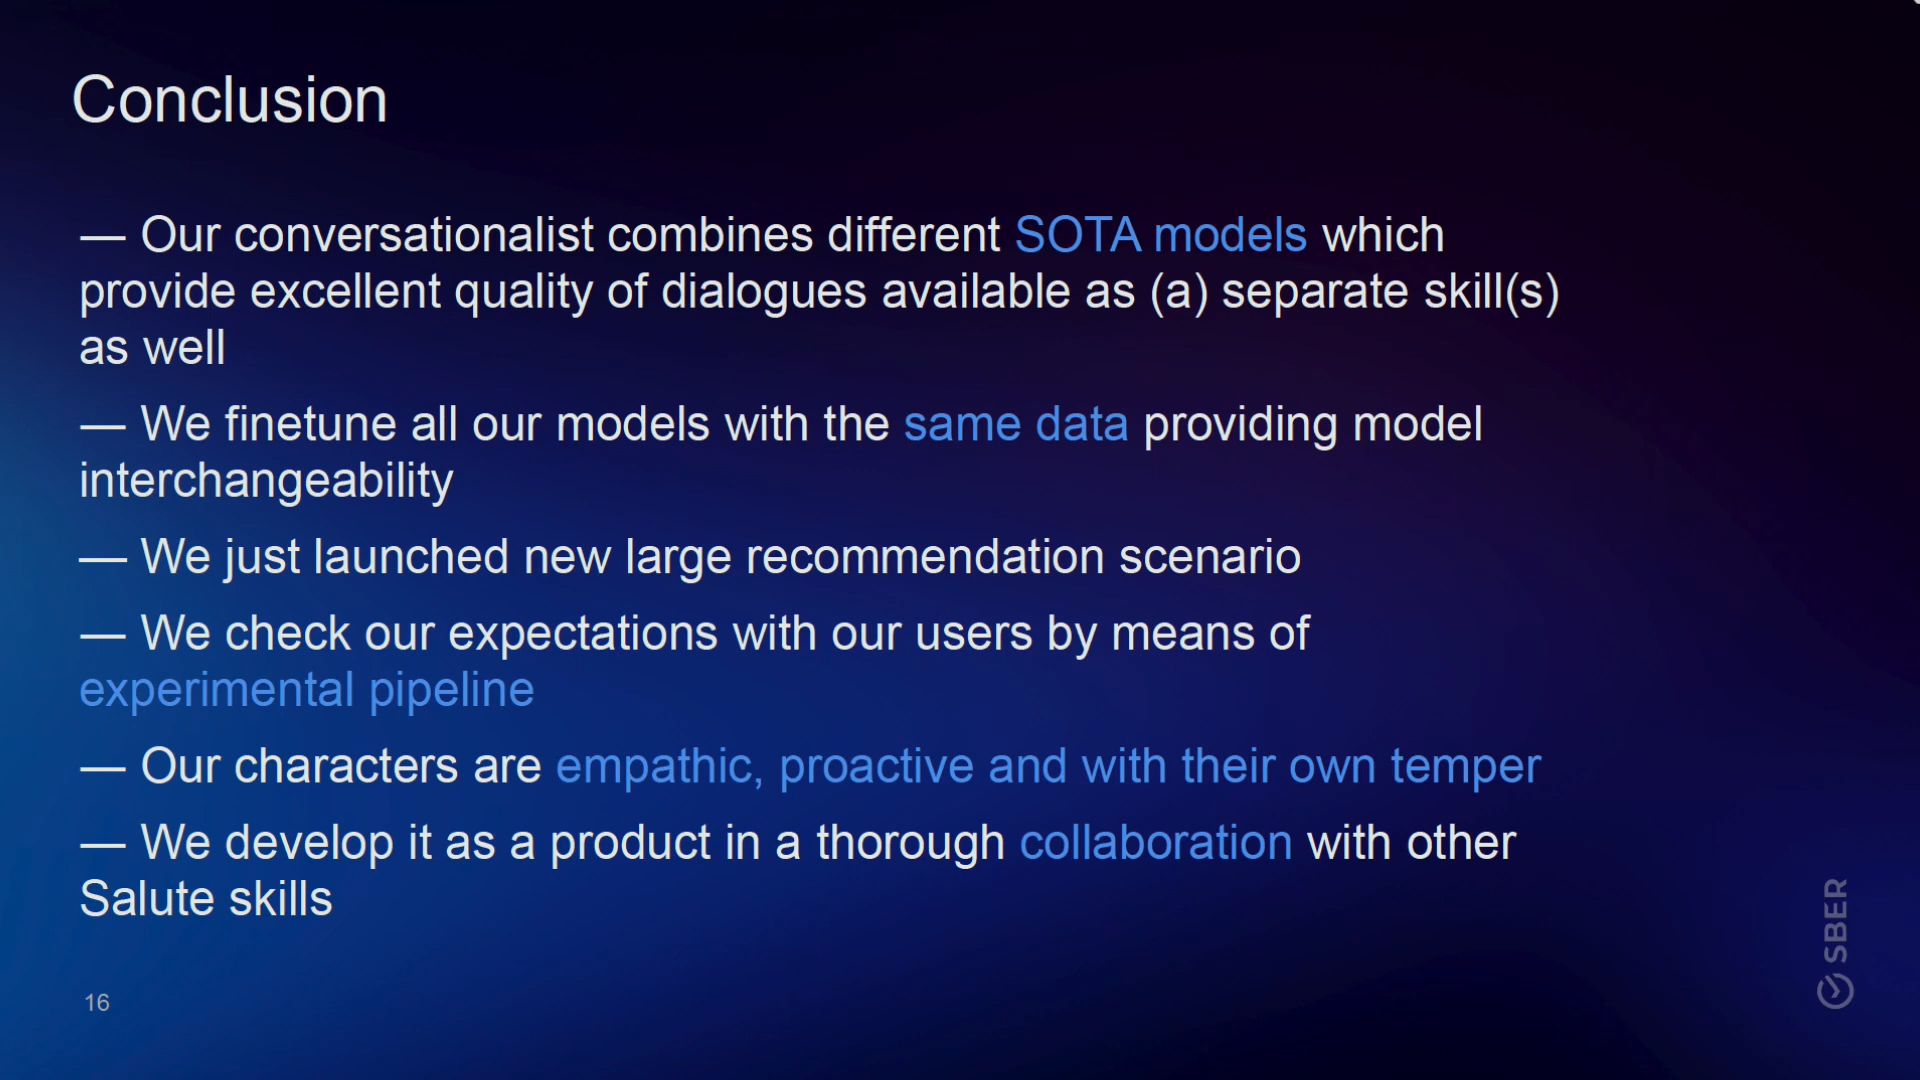 Conclusion
— Our conversationalist combines different SOTA models which
provide excellent quality of dialogues available as (a) separate skill(s)
as well
— We finetune all our models with the same data providing model
interchangeability
— We just launched new large recommendation scenario
— We check our expectations with our users by means of
experimental pipeline
— Our characters are empathic, proactive and with their own temper
— We develop it as a product in a thorough collaboration with other
Salute skills
16
SBER